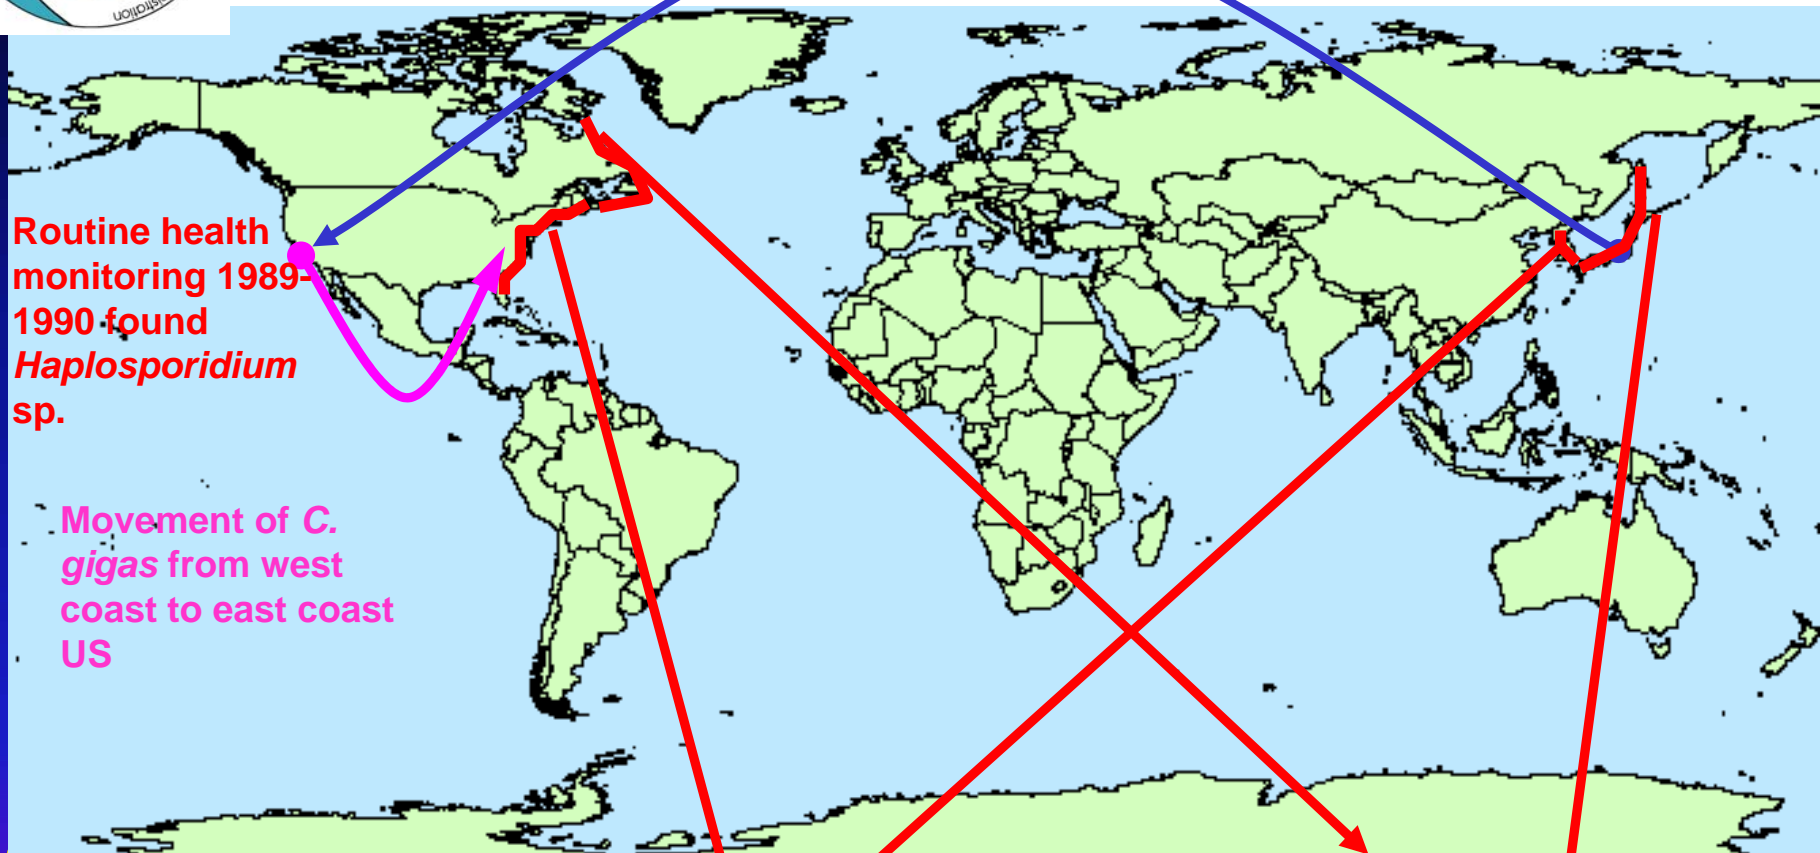 Routine health
monitoring 1989-
1990 found
Haplosporidium
sp.
Movement of C.
gigas from west
coast to east coast
US